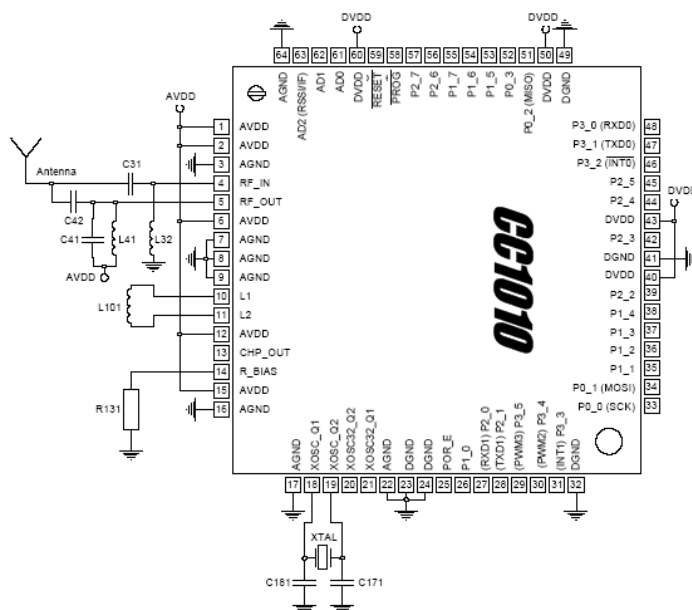 DVDD
DVDD
64 63 62 61 60 59 58 57 56 55 54 53 52 51 50 49
AGND
AD2 (RSSI/IF)
AD1
AD0
DVDD
RESET
PROG
P2_7
P2_6
P1_7
P1_6
P1_5
P0_3
P0_2 (MISO)
DVDD
DGND
AVDD
1 AVDD
2 AVDD
3 AGND
4 RF_IN
5 RF_OUT
6 AVDD
7 AGND
8 AGND
9 AGND
10 L1
11 L2
12 AVDD
13 CHP_OUT
14 R_BIAS
15 AVDD
16 AGND
Antenna
C31
C42
C41
L41
L32
AVDD
L101
R131
CC1010
P3_0 (RXD0) 48
P3_1 (TXD0) 47
P3_2 (INT0) 46
P2_5 45
P2_4 44
DVDD 43
P2_3 42
DGND 41
DVDD 40
P2_2 39
P1_4 38
P1_3 37
P1_2 36
P1_1 35
P0_1 (MOSI) 34
P0_0 (SCK) 33
DVDD
AGND
XOSC_Q1
XOSC_Q2
XOSC32_Q2
XOSC32_Q1
AGND
DGND
DGND
POR_E
P1_0
(RXD1) P2_0
(TXD1) P2_1
(PWM3) P3_5
(PWM2) P3_4
(INT1) P3_3
DGND
17 18 19 20 21 22 23 24 25 26 27 28 29 30 31 32
XTAL
C181
C171